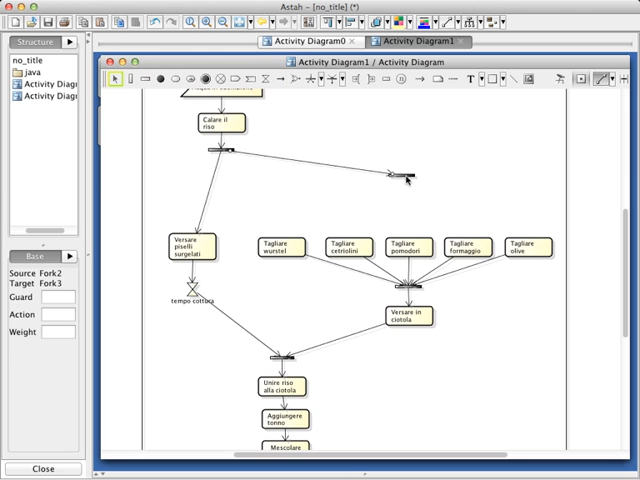 Astah - [no_title] (*)
Structure
Activity Diagram0
Activity Diagram1
no_title
java
Activity Diagr
Activity Diagr
Activity Diagram1 / Activity Diagram
T
Calare il
riso
Versare
piselli
surgelati
Tagliare
wurstel
Tagliare
cetriolini
Tagliare
pomodori
Tagliare
formaggio
Tagliare
olive
Base
Source Fork2
Target Fork3
Guard
Action
Weight
tempo cottura
Versare in
ciotola
Unire riso
alla ciotola
Aggiungere
tonno
Mescolare
Close